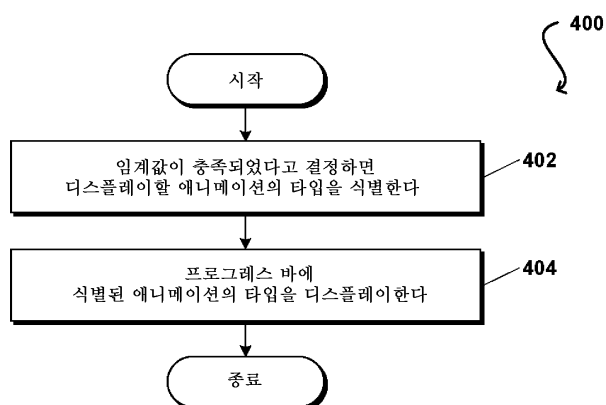 400
시작
임계값이 충족되었다고 결정하면
디스플레이할 애니메이션의 타입을 식별한다
402
프로그레스 바에
식별된 애니메이션의 타입을 디스플레이한다
404
종료